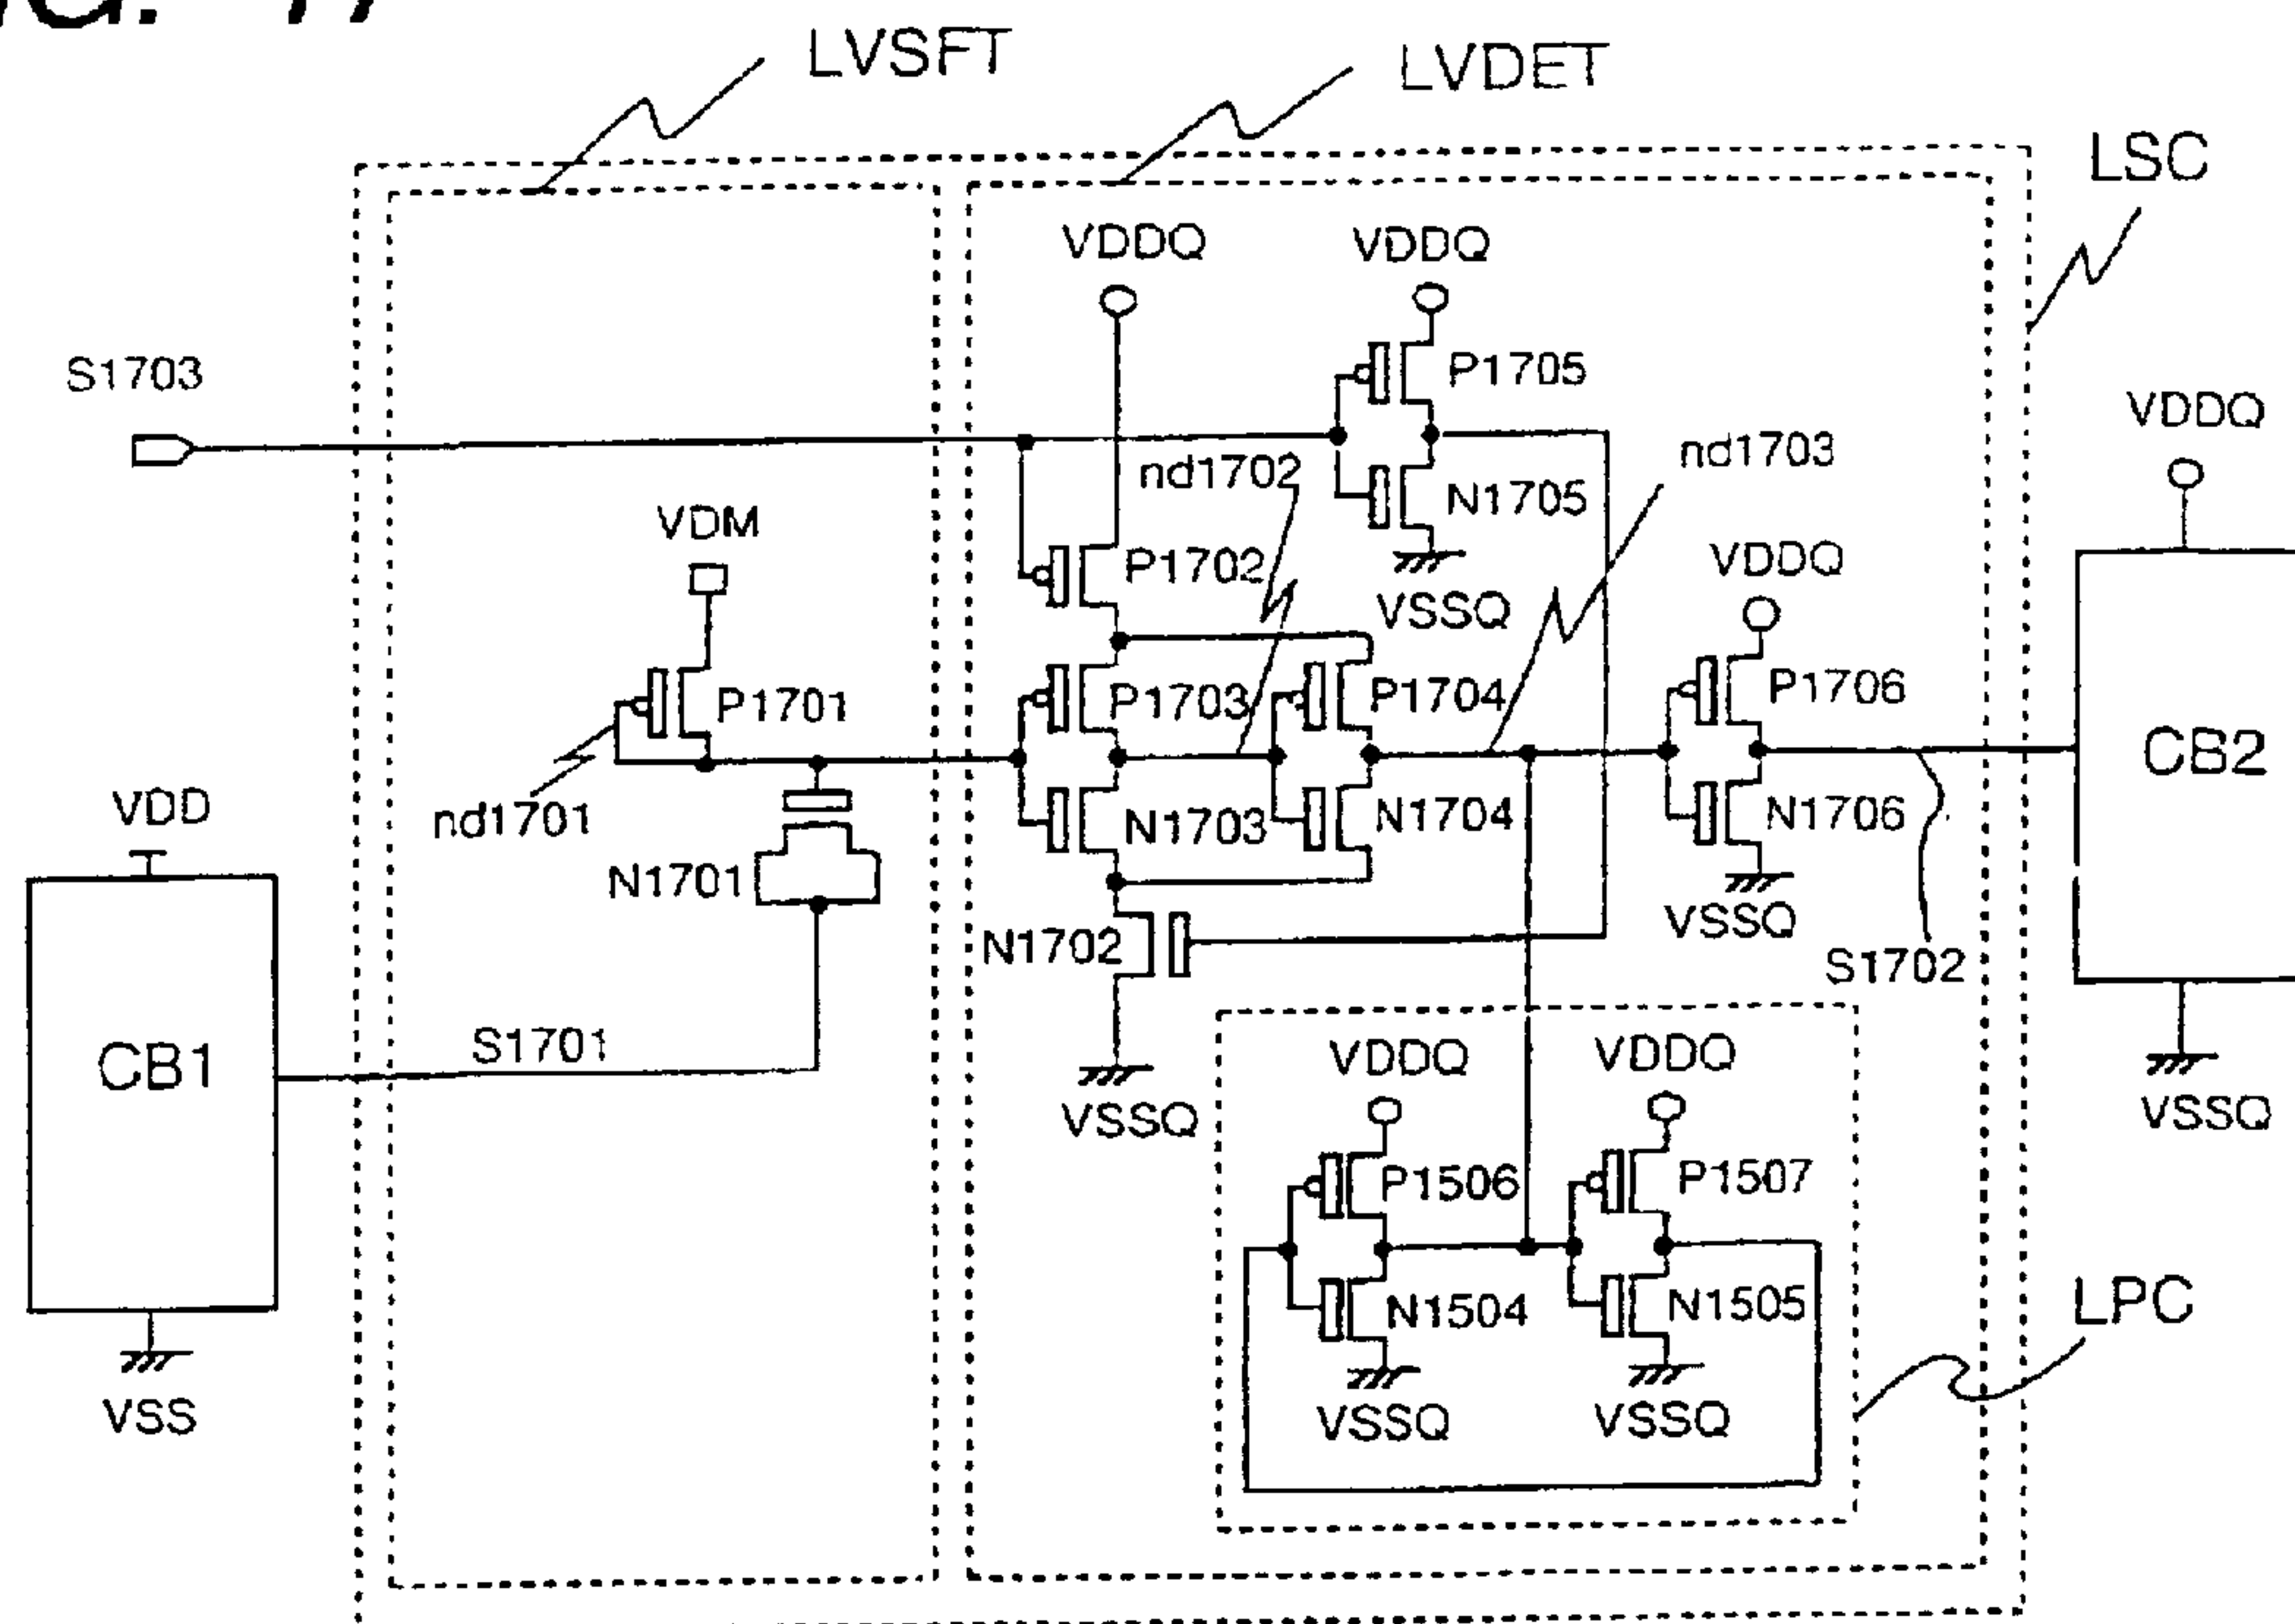 FIG. 17
LVSFT
LVDET
LSC
VDDQ
VDDQ
S1703
P1705
VDDQ
nd1702
nd1703
N1705
VDM
P1702
VSSQ
VDDQ
P1701
P1703
P1704
P1706
CB2
nd1701
VDD
N1703
N1704
N1706
N1701
VSSQ
N1702
S1702
CB1
S1701
VDDQ
VDDQ
VSSQ
VSSQ
P1506
P1507
N1504
N1505
LPC
VSS
VSSQ
VSSQ